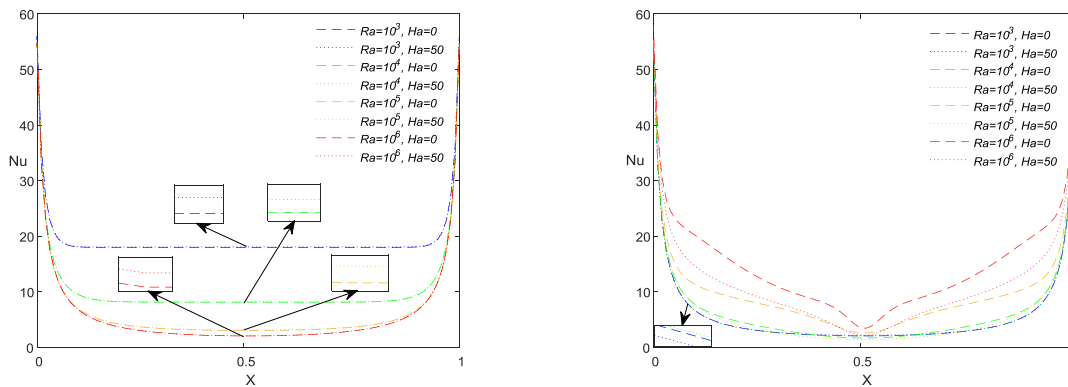 60
50
40
30
20
10
0
Nu
0
0.5
1
X
Ra=10^3, Ha=0
Ra=10^3, Ha=50
Ra=10^4, Ha=0
Ra=10^4, Ha=50
Ra=10^5, Ha=0
Ra=10^5, Ha=50
Ra=10^6, Ha=0
Ra=10^6, Ha=50
60
50
40
30
20
10
0
Nu
0
0.5
X
Ra=10^3, Ha=0
Ra=10^3, Ha=50
Ra=10^4, Ha=0
Ra=10^4, Ha=50
Ra=10^5, Ha=0
Ra=10^5, Ha=50
Ra=10^6, Ha=0
Ra=10^6, Ha=50